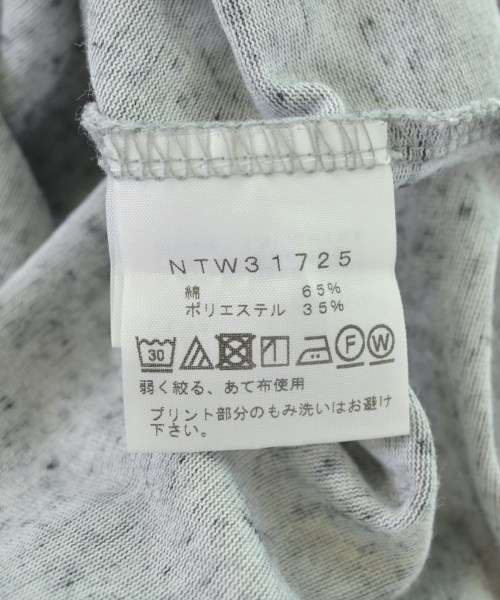 NTW31725
綿 65%
ポリエステル 35%
30 F W
弱く絞る、あて布使用
プリント部分のもみ洗いはお避け
下さい。